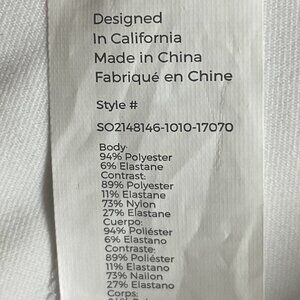 Designed
In California
Made in China
Fabriqué en Chine
Style #
SO2148146-1010-17070
Body:
94% Polyester
6% Elastane
Contrast:
89% Polyester
11% Elastane
73% Nylon
27% Elastane
Cuerpo:
94% Poliéster
6% Elastano
Contraste:
89% Poliéster
11% Elastano
73% Nailon
27% Elastano
Corps: